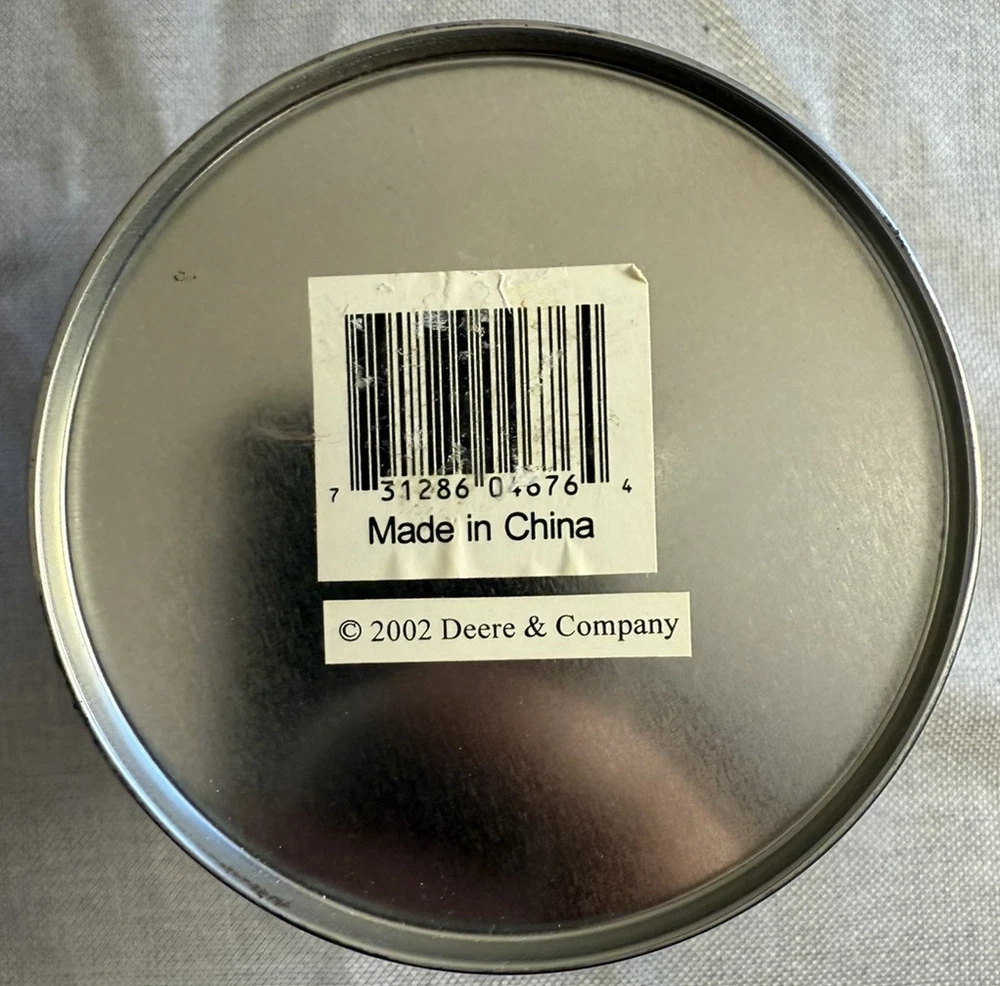 7 31286 04676 4
Made in China
© 2002 Deere & Company